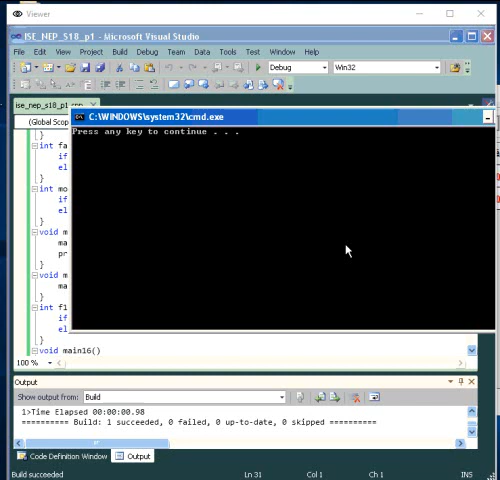 Viewer
ISE_NEP_S18_p1 - Microsoft Visual Studio
File Edit View Project Build Debug Team Data Tools Test Window Help
Debug Win32
ise_nep_s18_p1.cpp
(Global Scop
C:\WINDOWS\system32\cmd.exe
Press any key to continue . . .
}
int fa
if
el
}
int mo
if
el
}
void m
ma
pr
}
void m
ma
}
int f1
if
el
}
void main16()
100 %
Output
Show output from: Build
1>Time Elapsed 00:00:00.98
========== Build: 1 succeeded, 0 failed, 0 up-to-date, 0 skipped ==========
Code Definition Window Output
Build succeeded Ln 31 Col 1 Ch 1 INS